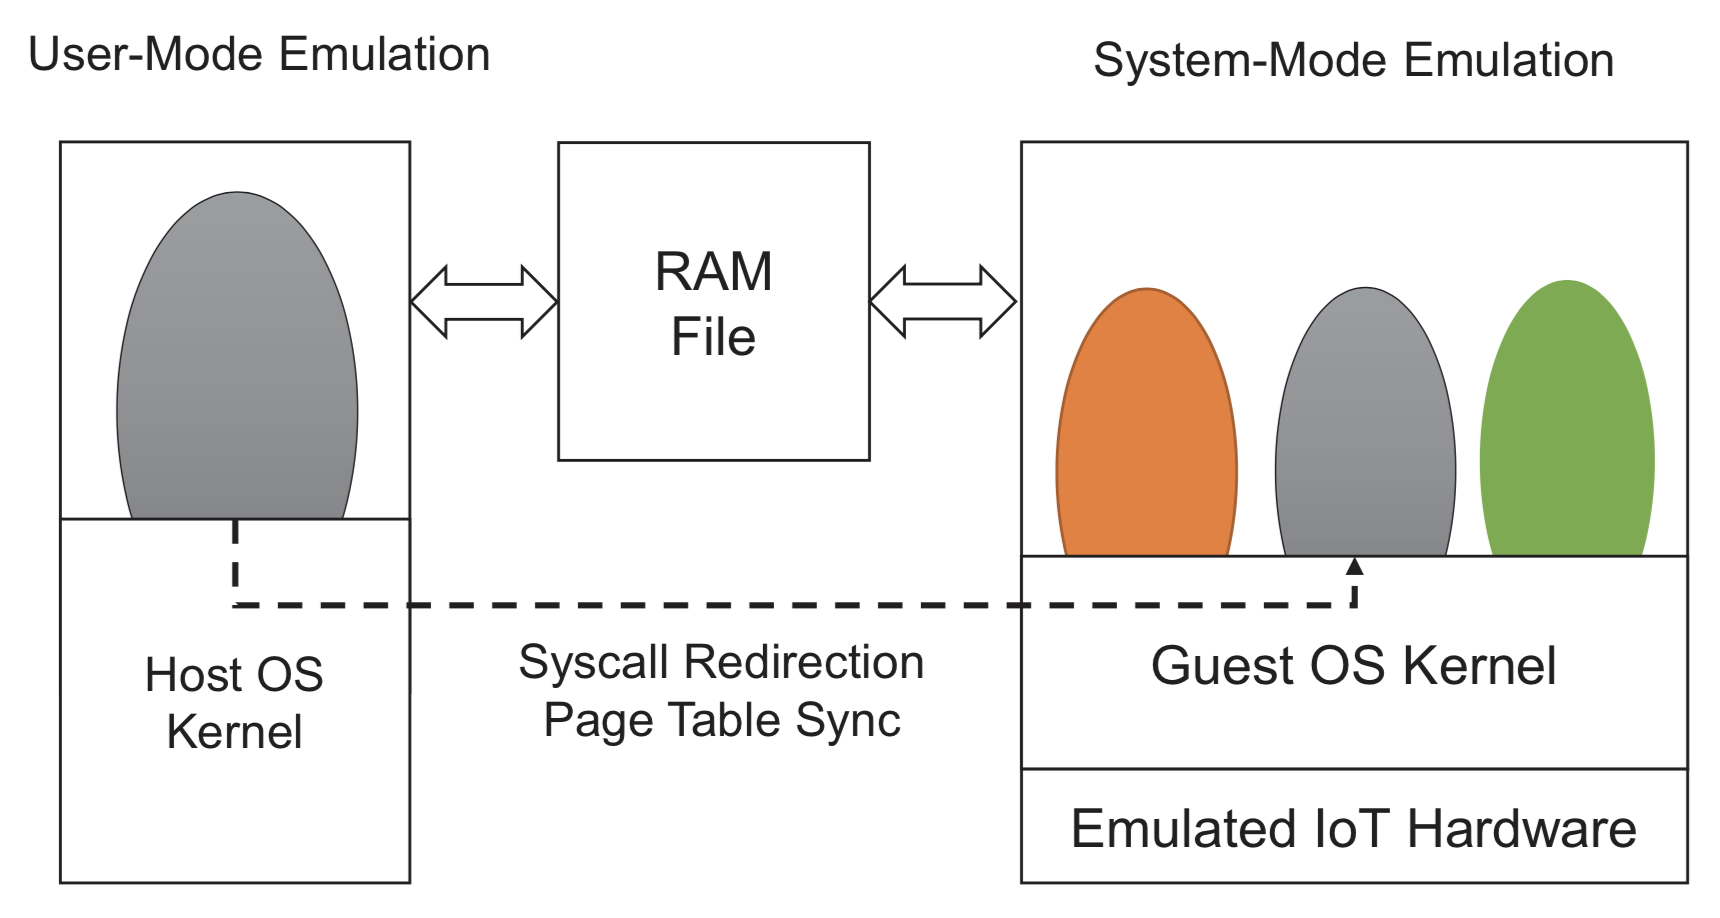 User-Mode Emulation
System-Mode Emulation
RAM
File
Host OS
Kernel
Syscall Redirection
Page Table Sync
Guest OS Kernel
Emulated IoT Hardware